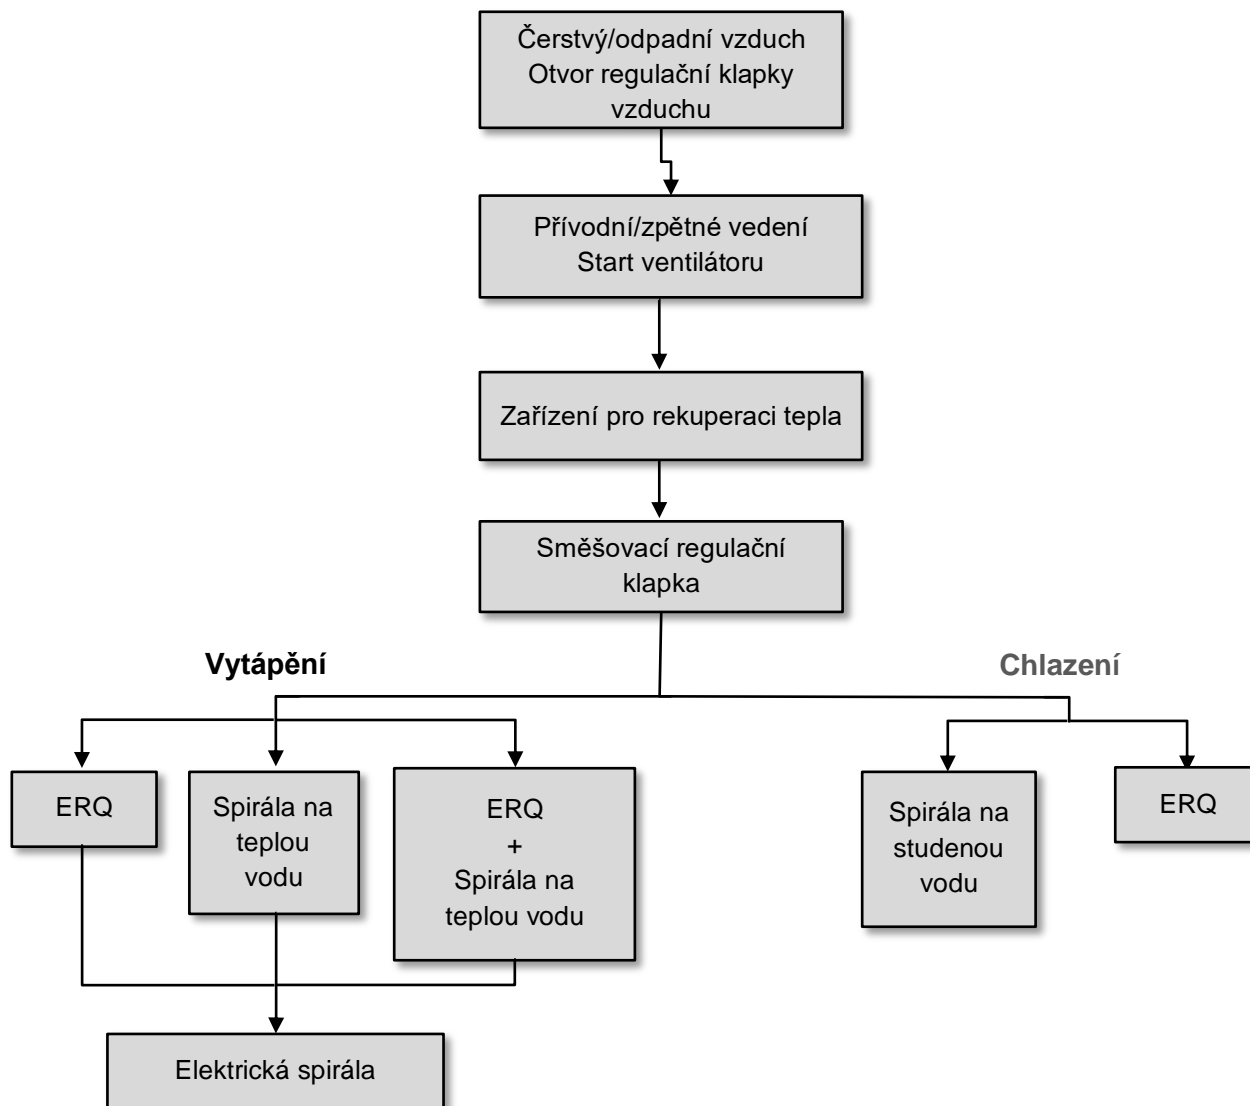 Čerstvý/odpadní vzduch
Otvor regulační klapky
vzduchu
Přívodní/zpětné vedení
Start ventilátoru
Zařízení pro rekuperaci tepla
Směšovací regulační
klapka
Vytápění
Chlazení
ERQ
Spirála na
teplou
vodu
ERQ
+
Spirála na
teplou vodu
Spirála na
studenou
vodu
ERQ
Elektrická spirála